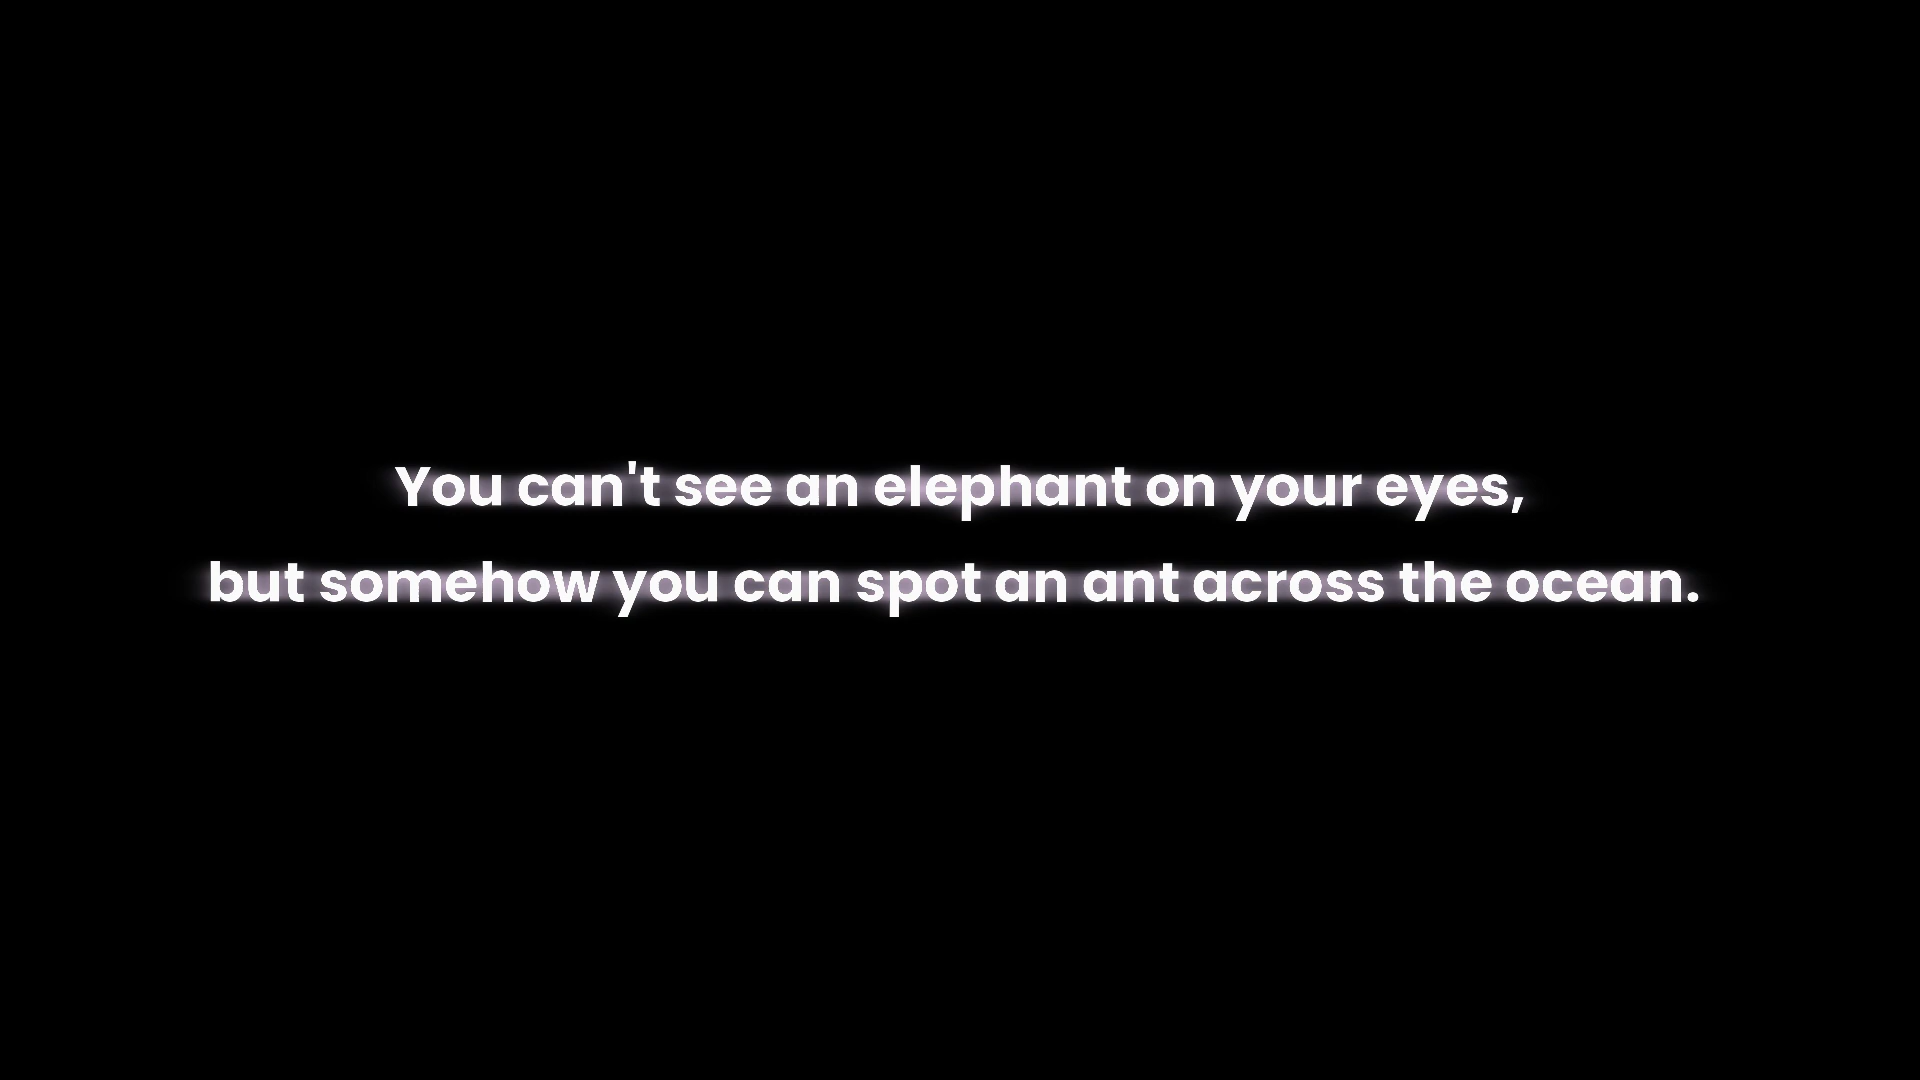 You can't see an elephant on your eyes,
but somehow you can spot an ant across the ocean.